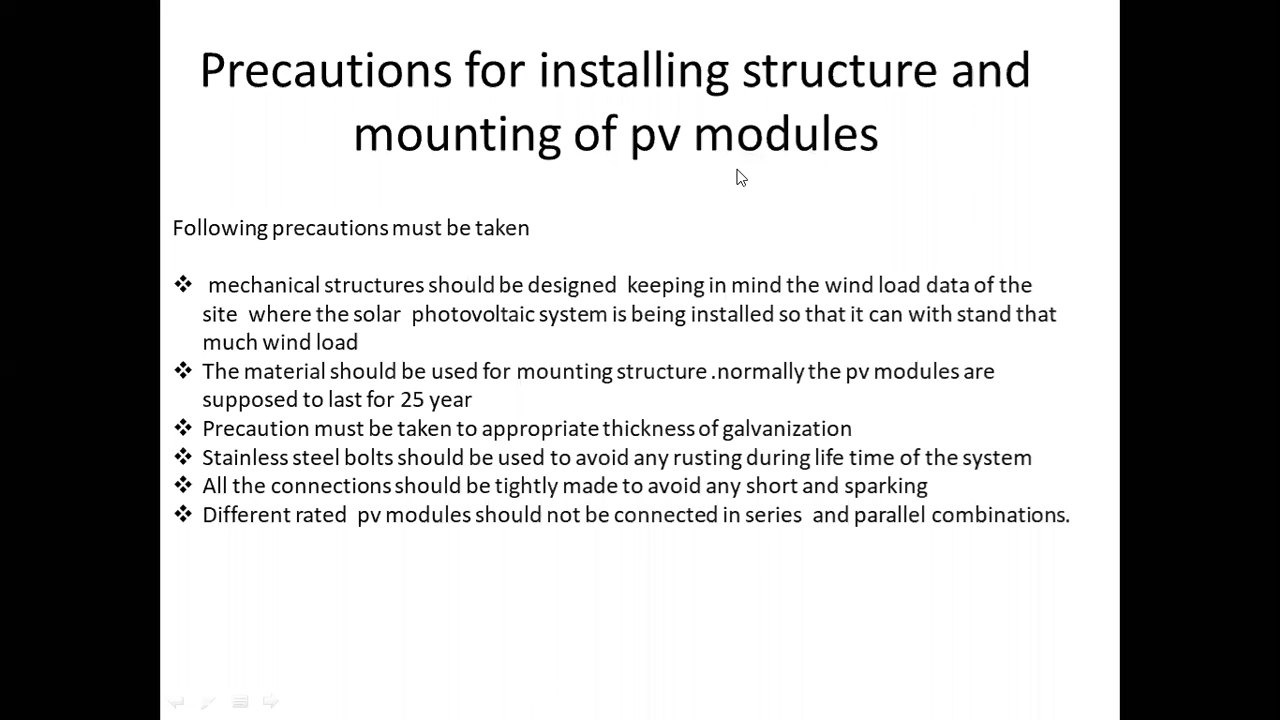 Precautions for installing structure and
mounting of pv modules
Following precautions must be taken
❖ mechanical structures should be designed keeping in mind the wind load data of the
site where the solar photovoltaic system is being installed so that it can with stand that
much wind load
❖ The material should be used for mounting structure .normally the pv modules are
supposed to last for 25 year
❖ Precaution must be taken to appropriate thickness of galvanization
❖ Stainless steel bolts should be used to avoid any rusting during life time of the system
❖ All the connections should be tightly made to avoid any short and sparking
❖ Different rated pv modules should not be connected in series and parallel combinations.